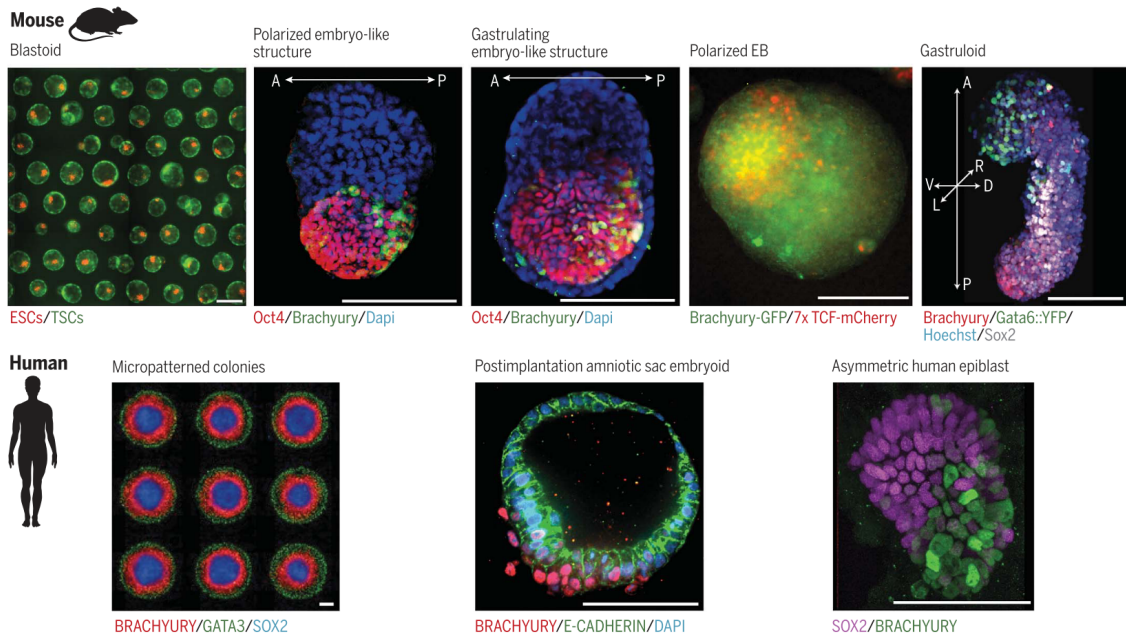 Mouse
Blastoid
Polarized embryo-like
structure
Gastrulating
embryo-like structure
Polarized EB
Gastruloid
A P
A P
A
R
V D
L
P
ESCs/TSCs
Oct4/Brachyury/Dapi
Oct4/Brachyury/Dapi
Brachyury-GFP/7x TCF-mCherry
Brachyury/Gata6::YFP/
Hoechst/Sox2
Human
Micropatterned colonies
Postimplantation amniotic sac embryoid
Asymmetric human epiblast
BRACHYURY/GATA3/SOX2
BRACHYURY/E-CADHERIN/DAPI
SOX2/BRACHYURY